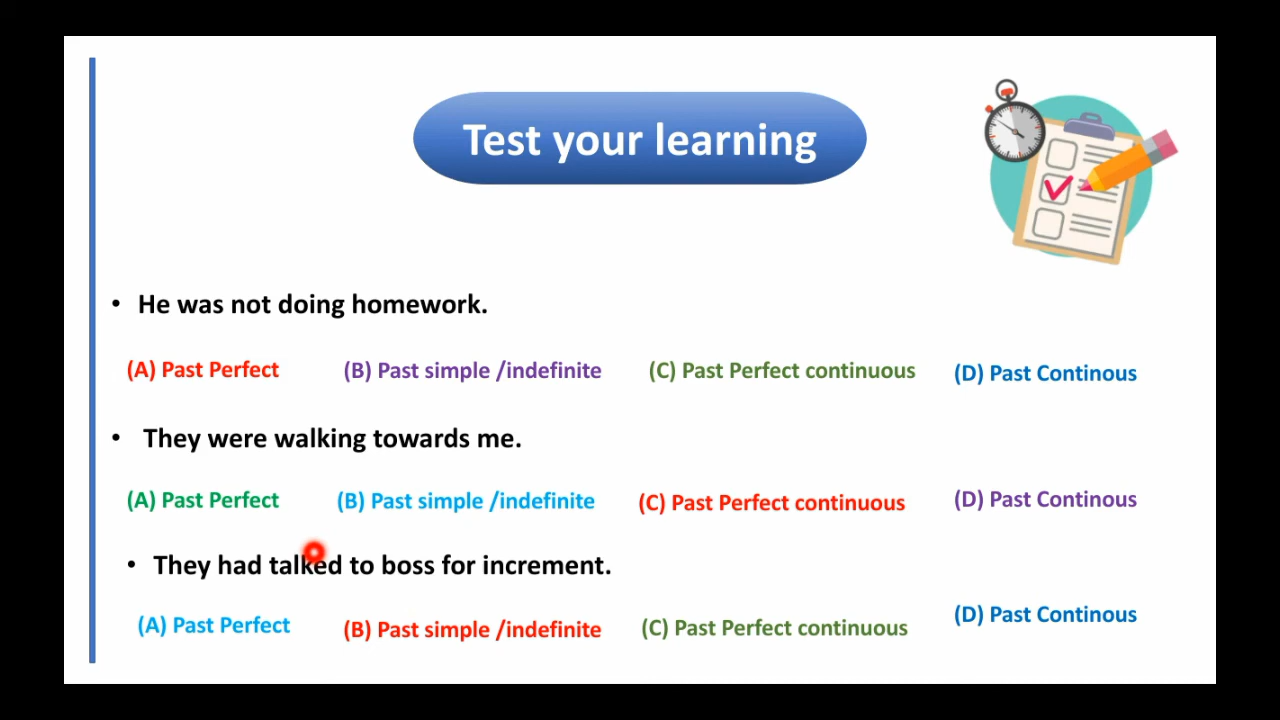 Test your learning
• He was not doing homework.
(A) Past Perfect (B) Past simple /indefinite (C) Past Perfect continuous (D) Past Continous
• They were walking towards me.
(A) Past Perfect (B) Past simple /indefinite (C) Past Perfect continuous (D) Past Continous
• They had talked to boss for increment.
(A) Past Perfect (B) Past simple /indefinite (C) Past Perfect continuous (D) Past Continous